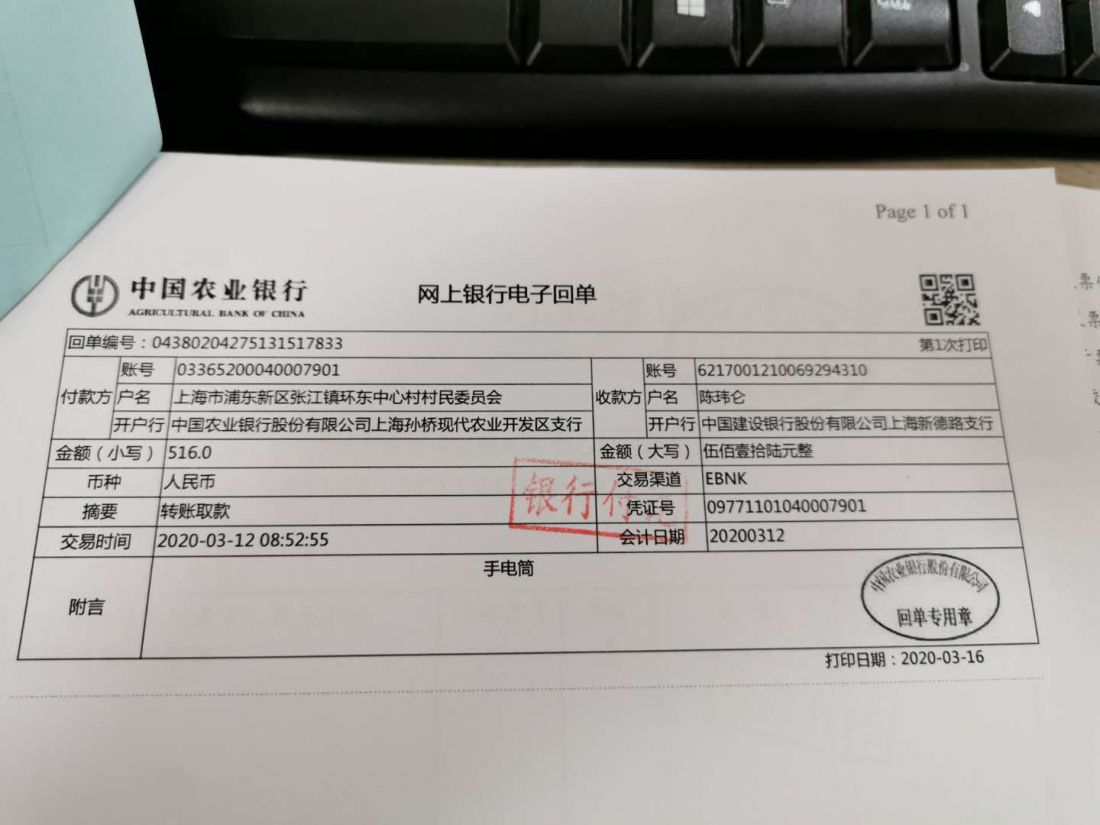 Page 1 of 1
中国农业银行
AGRICULTURAL BANK OF CHINA
网上银行电子回单
回单编号：04380204275131517833 第1次打印
付款方 账号 03365200040007901 收款方 账号 6217001210069294310
户名 上海市浦东新区张江镇环东中心村村民委员会 户名 陈玮仑
开户行 中国农业银行股份有限公司上海孙桥现代农业开发区支行 开户行 中国建设银行股份有限公司上海新德路支行
金额（小写） 516.0 金额（大写） 伍佰壹拾陆元整
币种 人民币 交易渠道 EBNK
摘要 转账取款 凭证号 09771101040007901
银行付
交易时间 2020-03-12 08:52:55 会计日期 20200312
附言 手电筒
中国农业银行股份有限公司
回单专用章
打印日期：2020-03-16
票
票